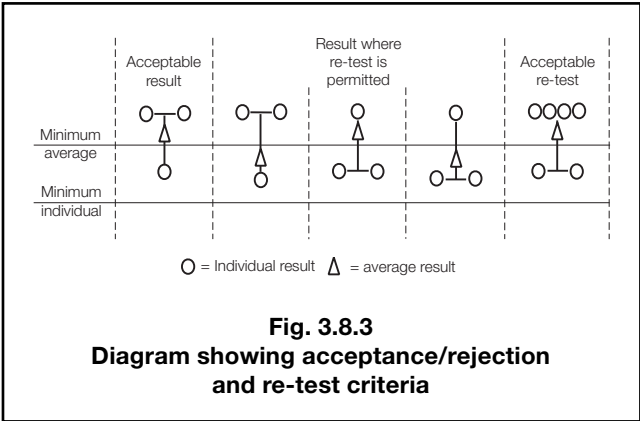 Acceptable
result
Result where
re-test is
permitted
Acceptable
re-test
Minimum
average
Minimum
individual
= Individual result
= average result
Fig. 3.8.3
Diagram showing acceptance/rejection
and re-test criteria